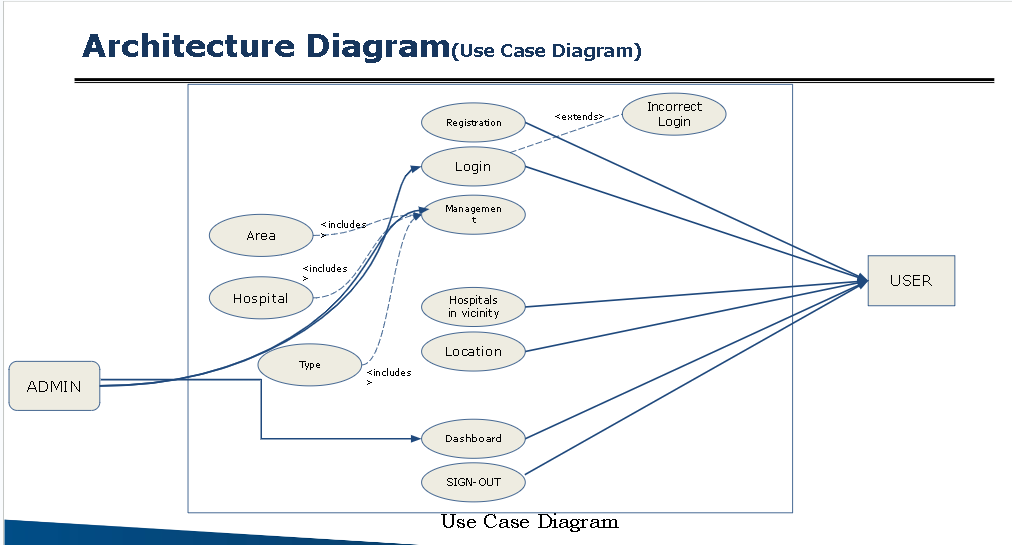 Architecture Diagram(Use Case Diagram)
Incorrect
Login
<extends>
Registration
Login
Managemen
t
<includes
>
Area
<includes
>
Hospital
USER
Hospitals
in vicinity
Location
Type
<includes
>
ADMIN
Dashboard
SIGN-OUT
Use Case Diagram